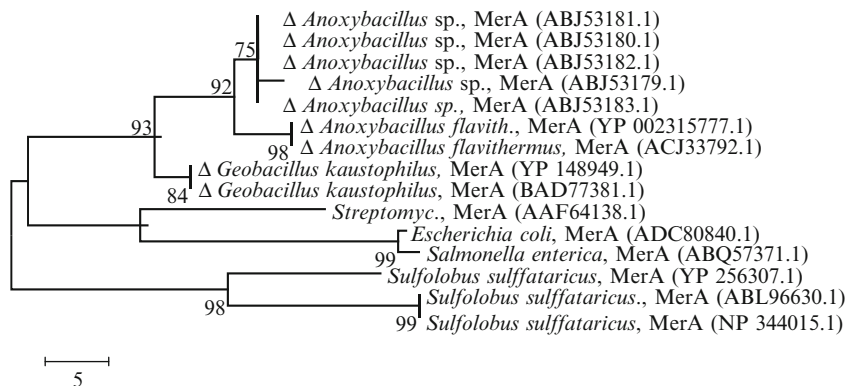 Δ Anoxybacillus sp., MerA (ABJ53181.1)
Δ Anoxybacillus sp., MerA (ABJ53180.1)
75
Δ Anoxybacillus sp., MerA (ABJ53182.1)
Δ Anoxybacillus sp., MerA (ABJ53179.1)
92
Δ Anoxybacillus sp., MerA (ABJ53183.1)
93
Δ Anoxybacillus flavith., MerA (YP 002315777.1)
98
Δ Anoxybacillus flavithermus, MerA (ACJ33792.1)
Δ Geobacillus kaustophilus, MerA (YP 148949.1)
84
Δ Geobacillus kaustophilus, MerA (BAD77381.1)
Streptomyc., MerA (AAF64138.1)
Escherichia coli, MerA (ADC80840.1)
99
Salmonella enterica, MerA (ABQ57371.1)
Sulfolobus sulffataricus, MerA (YP 256307.1)
98
Sulfolobus sulffataricus., MerA (ABL96630.1)
99
Sulfolobus sulffataricus, MerA (NP 344015.1)
5